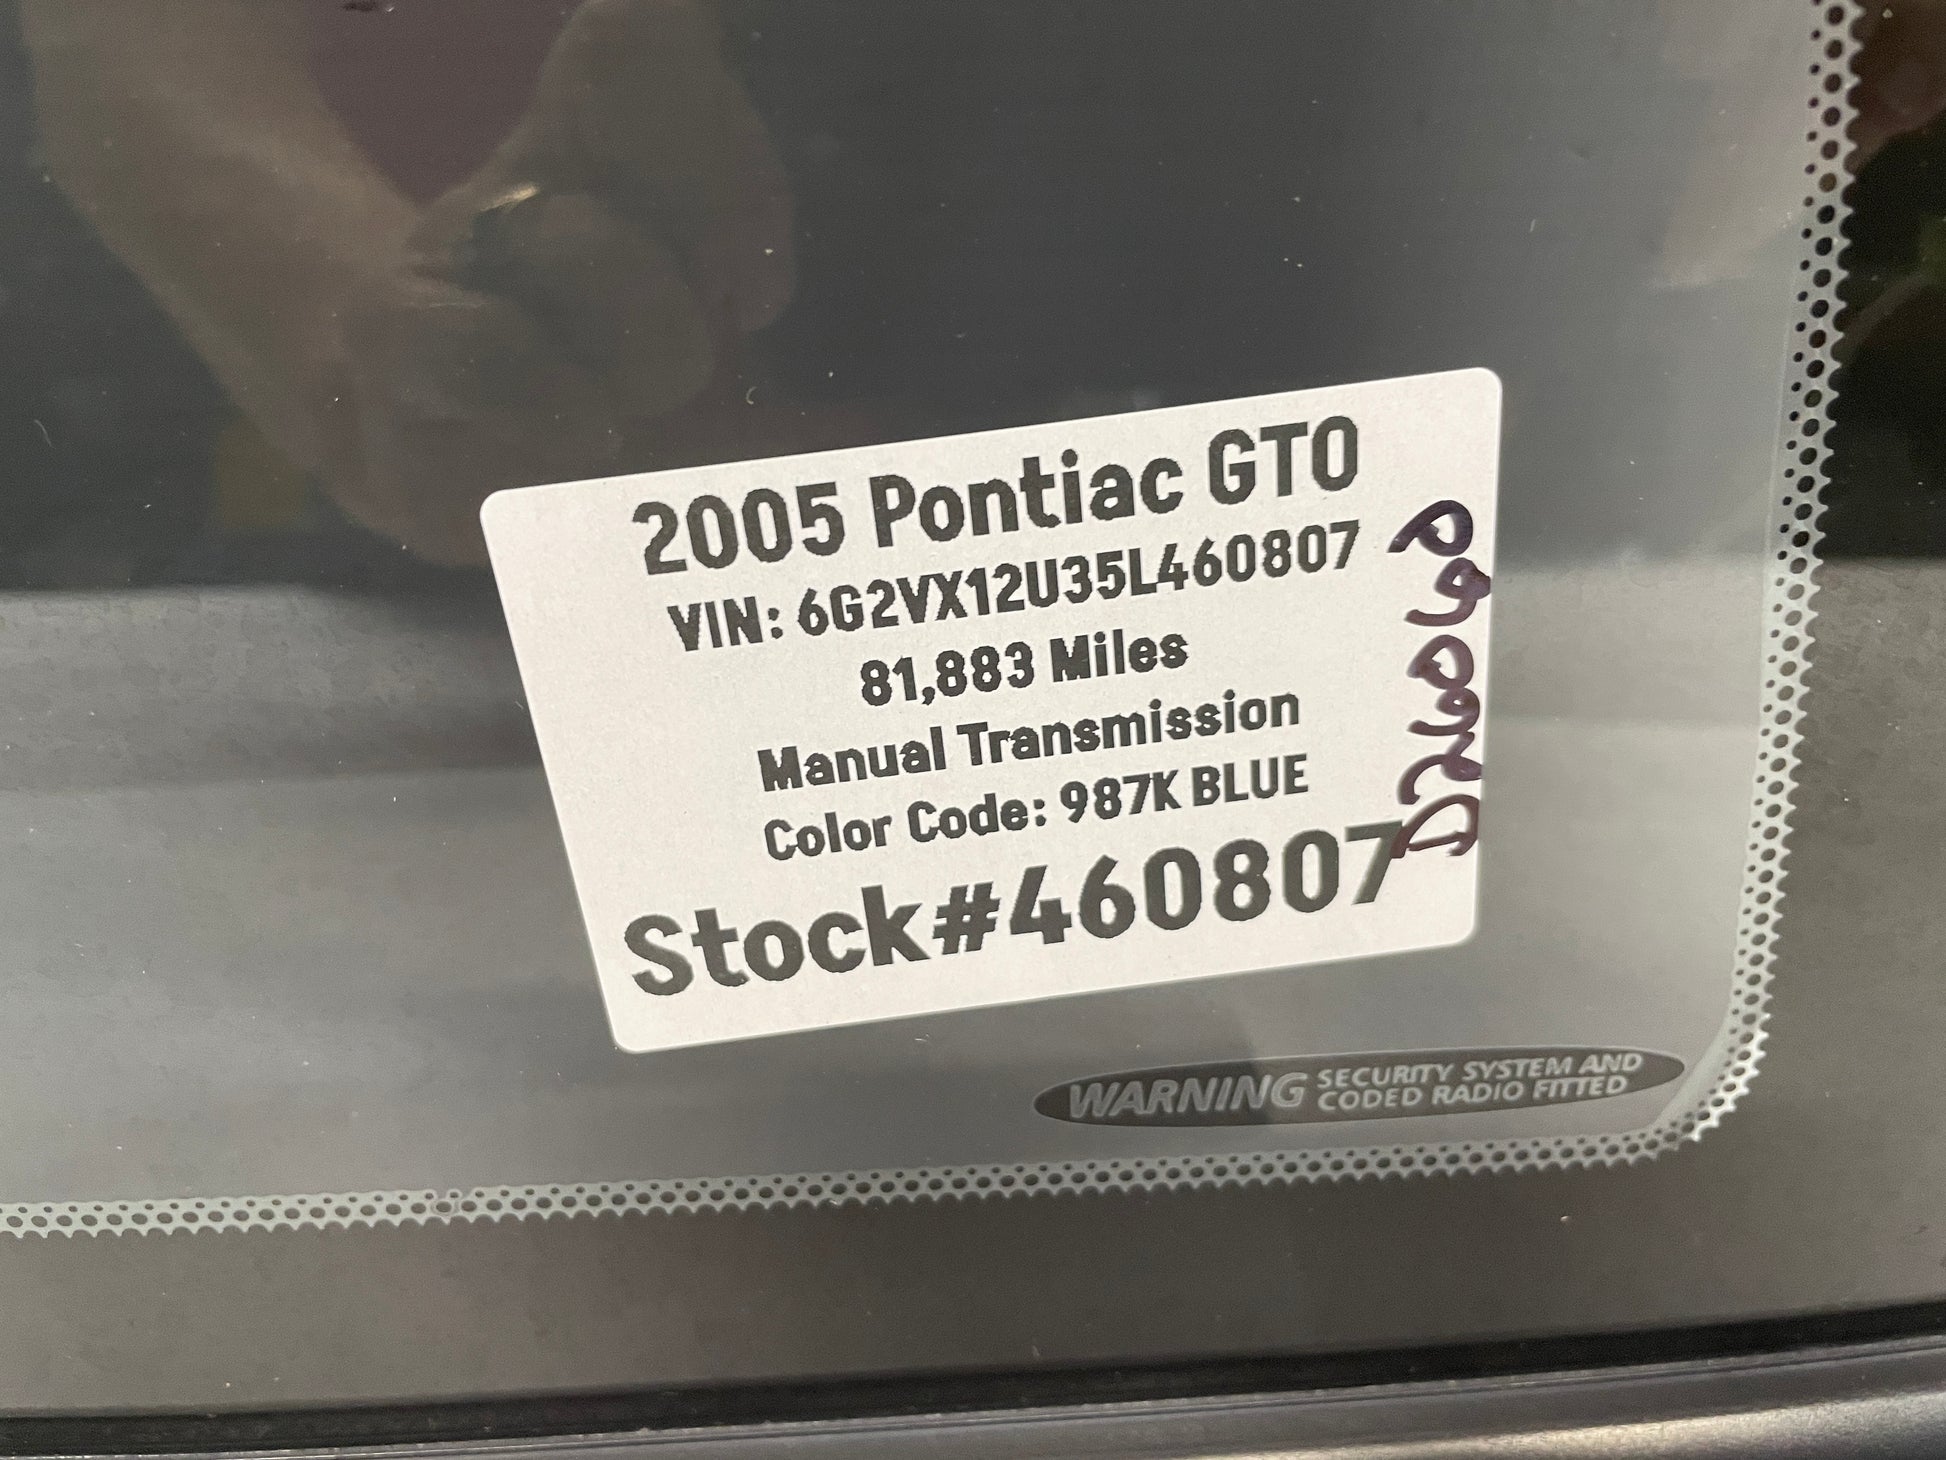 2005 Pontiac GTO
VIN: 6G2VX12U35L460807
81,883 Miles
Manual Transmission
Color Code: 987K BLUE
Stock#460807
WARNING SECURITY SYSTEM AND
CODED RADIO FITTED